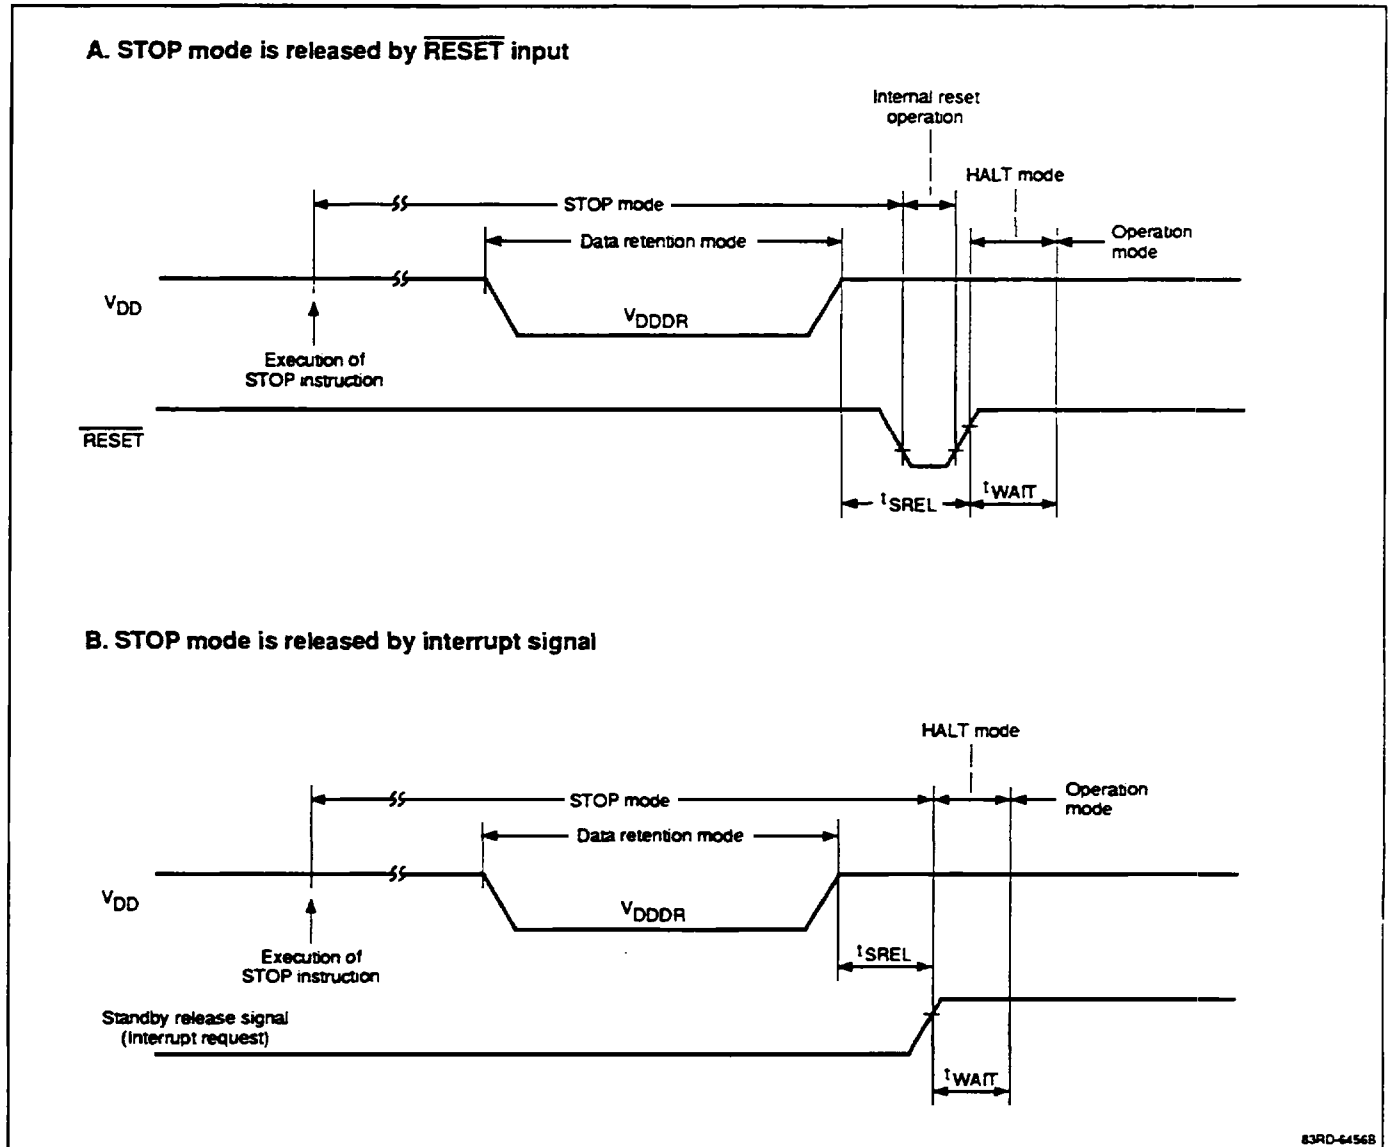 A. STOP mode is released by RESET input
Internal reset
operation
HALT mode
STOP mode
Data retention mode
Operation
mode
VDD
VDDDR
Execution of
STOP instruction
RESET
tSREL
tWAIT
B. STOP mode is released by interrupt signal
HALT mode
STOP mode
Operation
mode
Data retention mode
VDD
VDDDR
Execution of
STOP instruction
tSREL
Standby release signal
(Interrupt request)
tWAIT
83RD-6456B